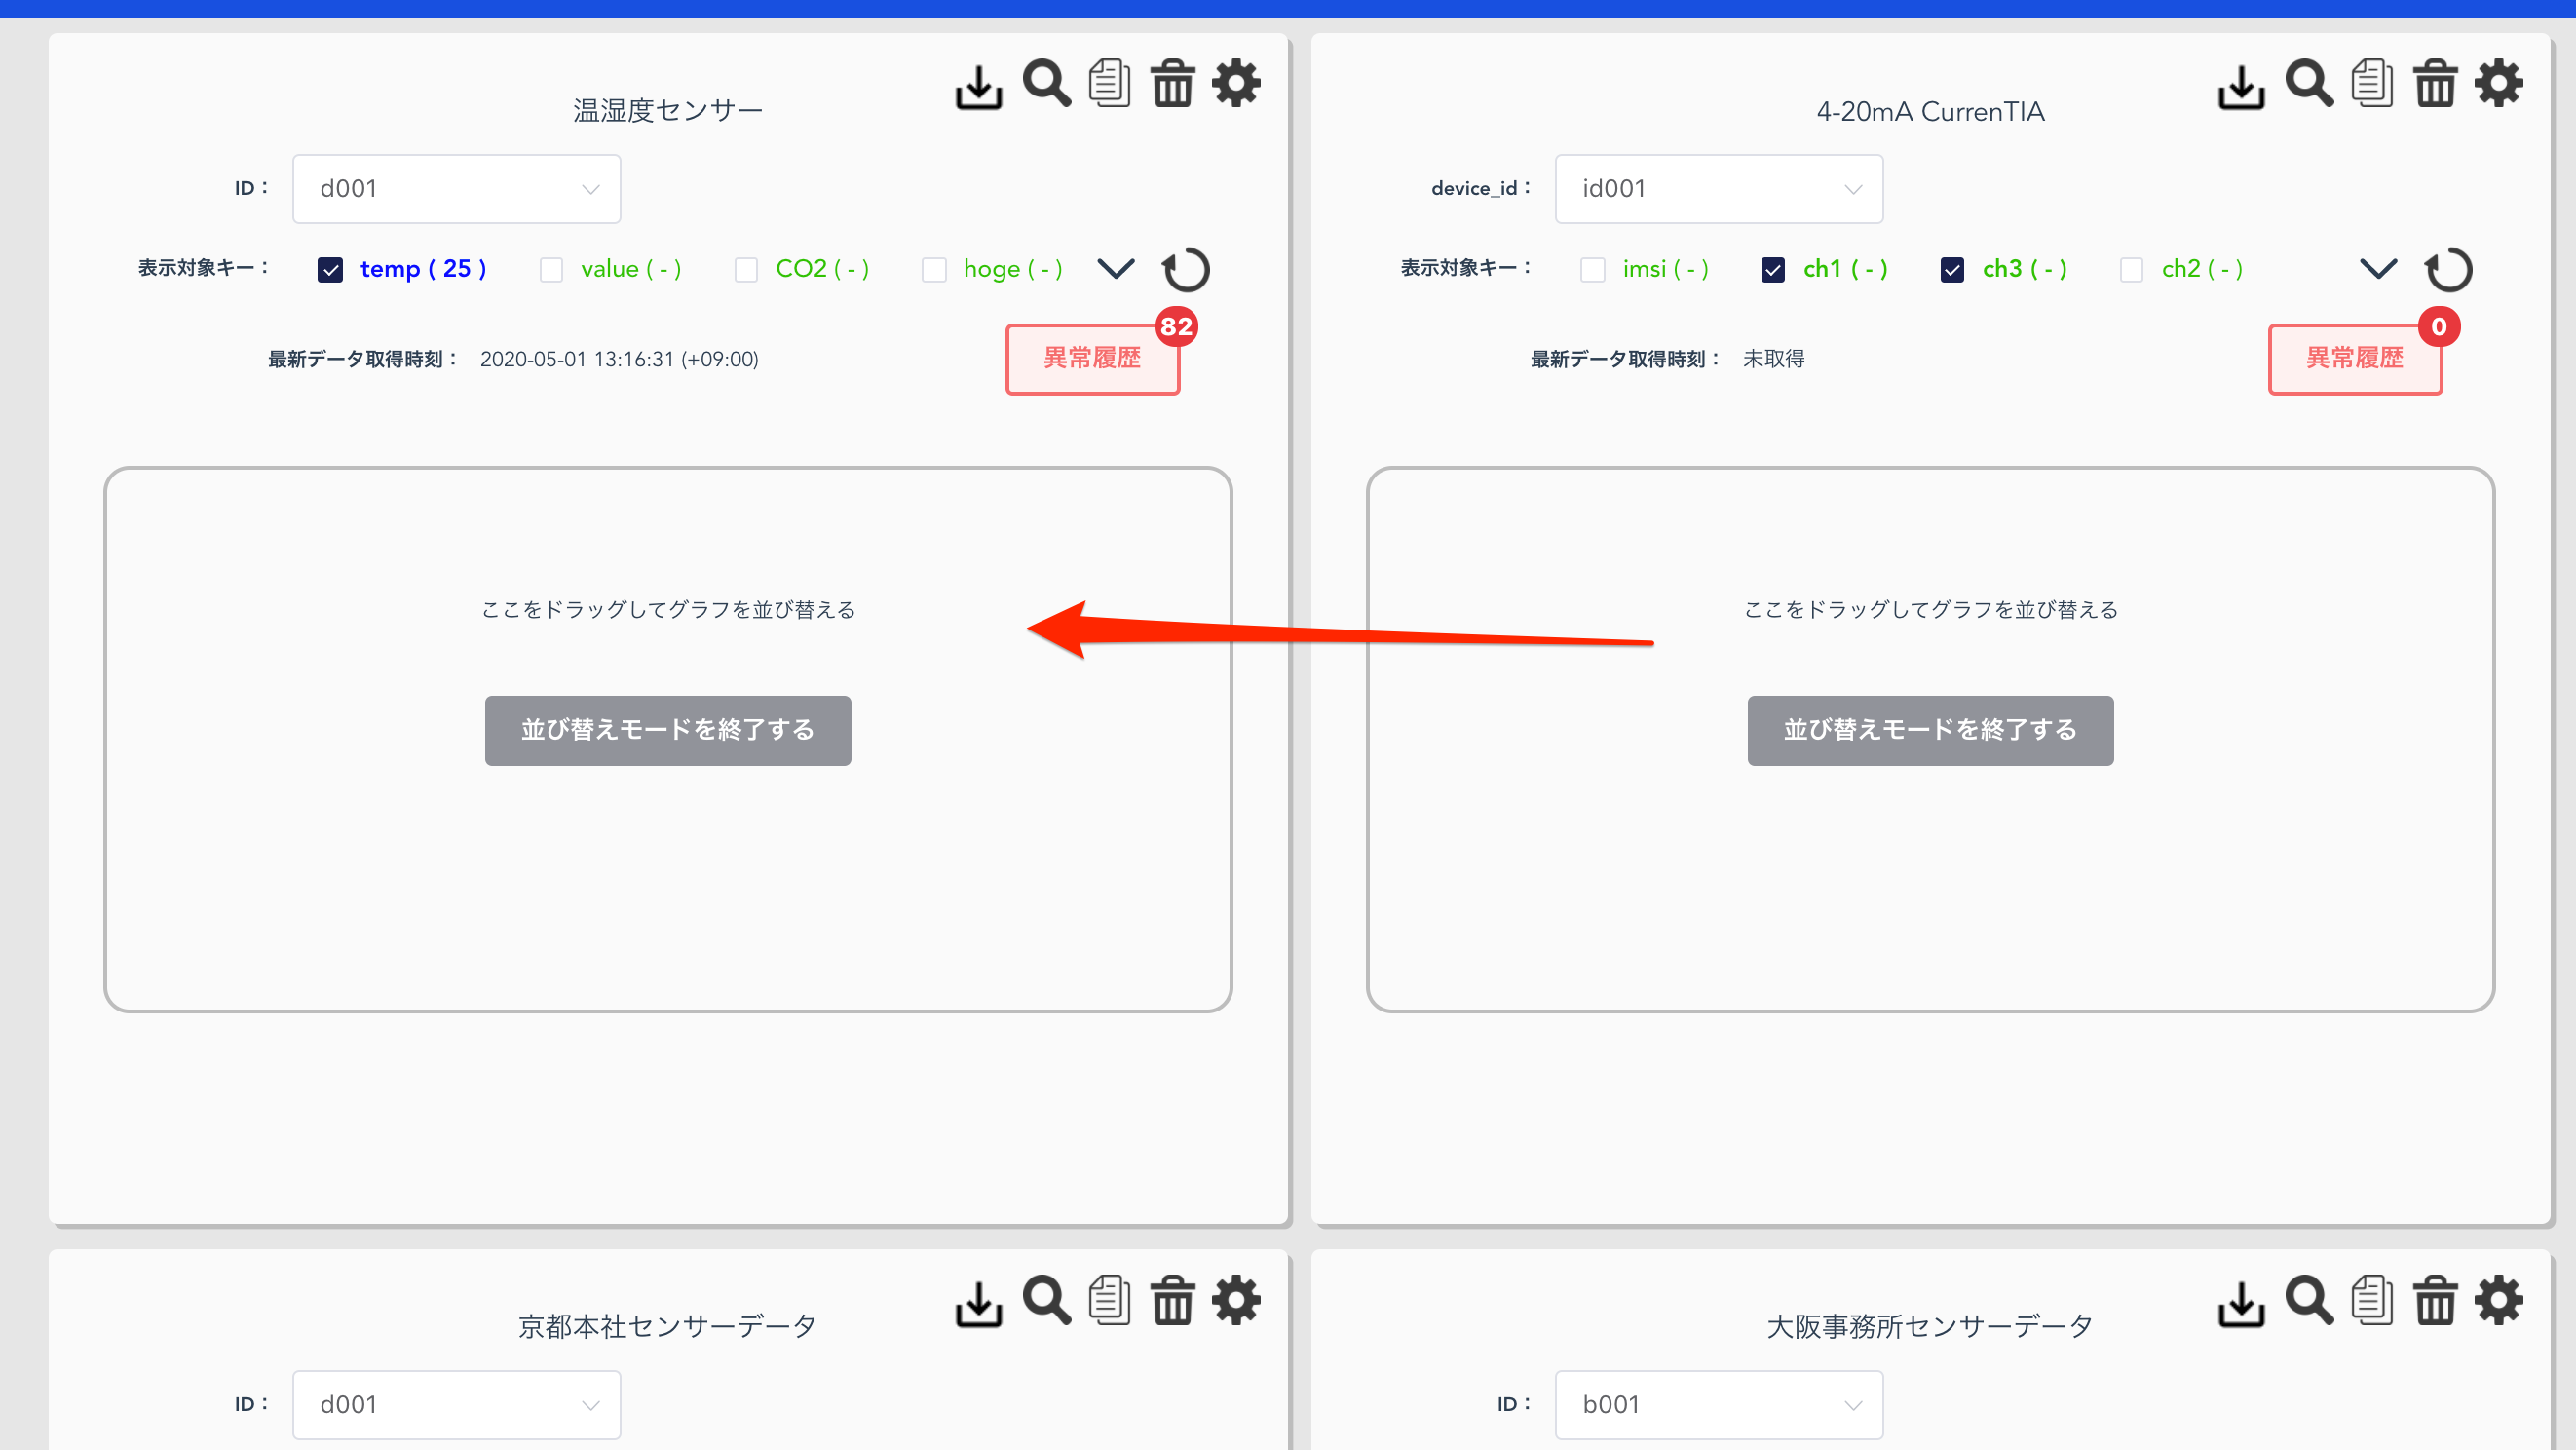 温湿度センサー
ID： d001
表示対象キー： temp ( 25 ) value ( - ) CO2 ( - ) hoge ( - )
最新データ取得時刻： 2020-05-01 13:16:31 (+09:00)
異常履歴 82
ここをドラッグしてグラフを並び替える
並び替えモードを終了する
4-20mA CurrenTIA
device_id： id001
表示対象キー： imsi ( - ) ch1 ( - ) ch3 ( - ) ch2 ( - )
最新データ取得時刻： 未取得
異常履歴 0
ここをドラッグしてグラフを並び替える
並び替えモードを終了する
京都本社センサーデータ
ID： d001
大阪事務所センサーデータ
ID： b001